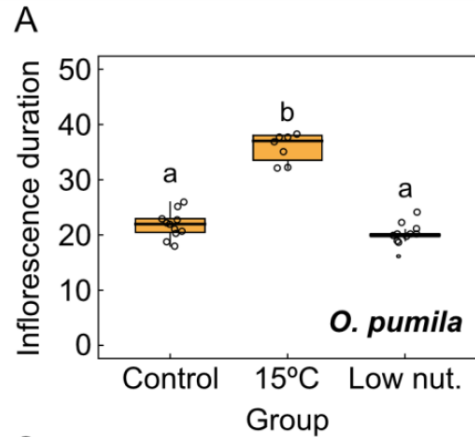 A
Inflorescence duration
50
40
30
20
10
0
a
b
a
O. pumila
Control 15ºC Low nut.
Group